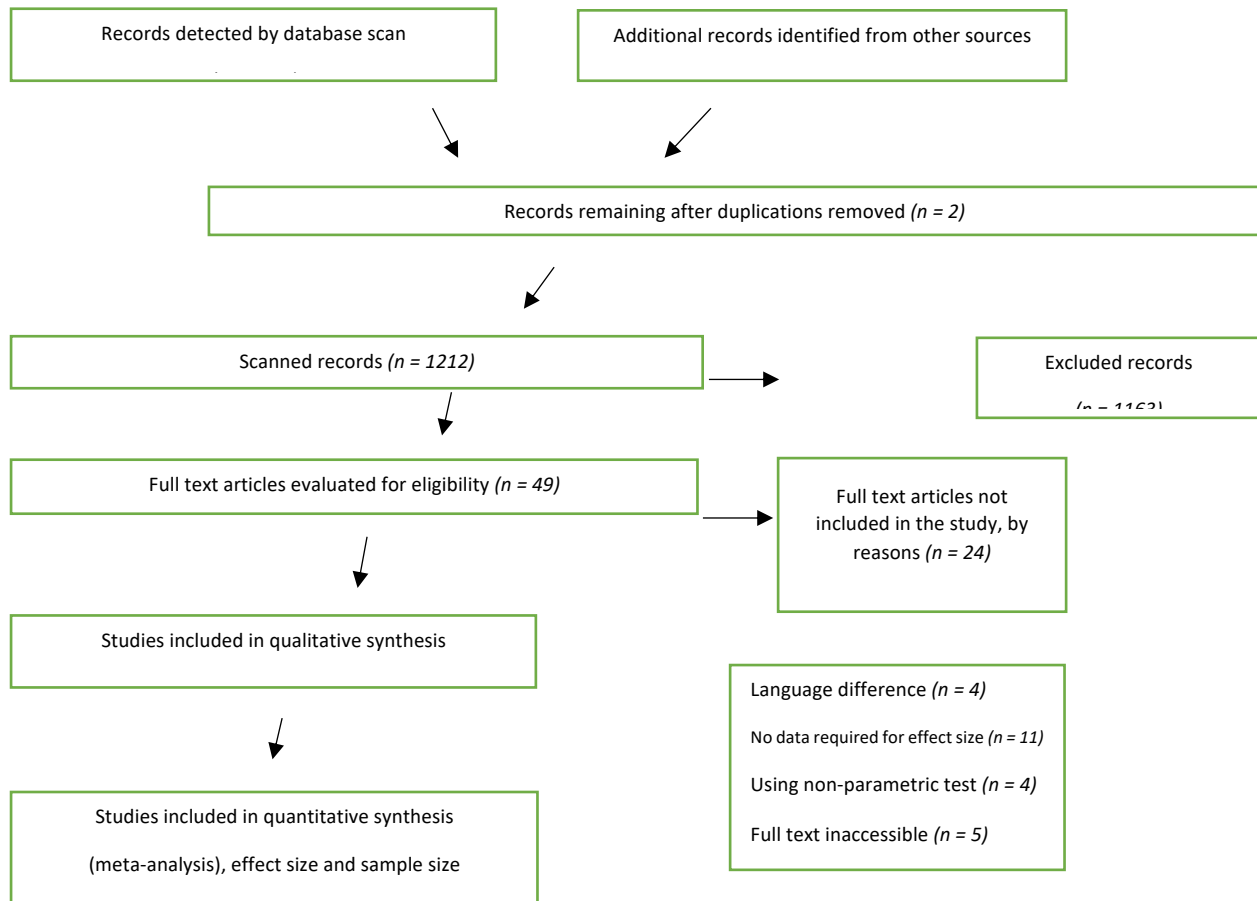 Records detected by database scan
Additional records identified from other sources
Records remaining after duplications removed (n = 2)
Scanned records (n = 1212)
Excluded records
(n = 1163)
Full text articles evaluated for eligibility (n = 49)
Full text articles not
included in the study, by
reasons (n = 24)
Studies included in qualitative synthesis
Language difference (n = 4)
No data required for effect size (n = 11)
Using non-parametric test (n = 4)
Full text inaccessible (n = 5)
Studies included in quantitative synthesis
(meta-analysis), effect size and sample size